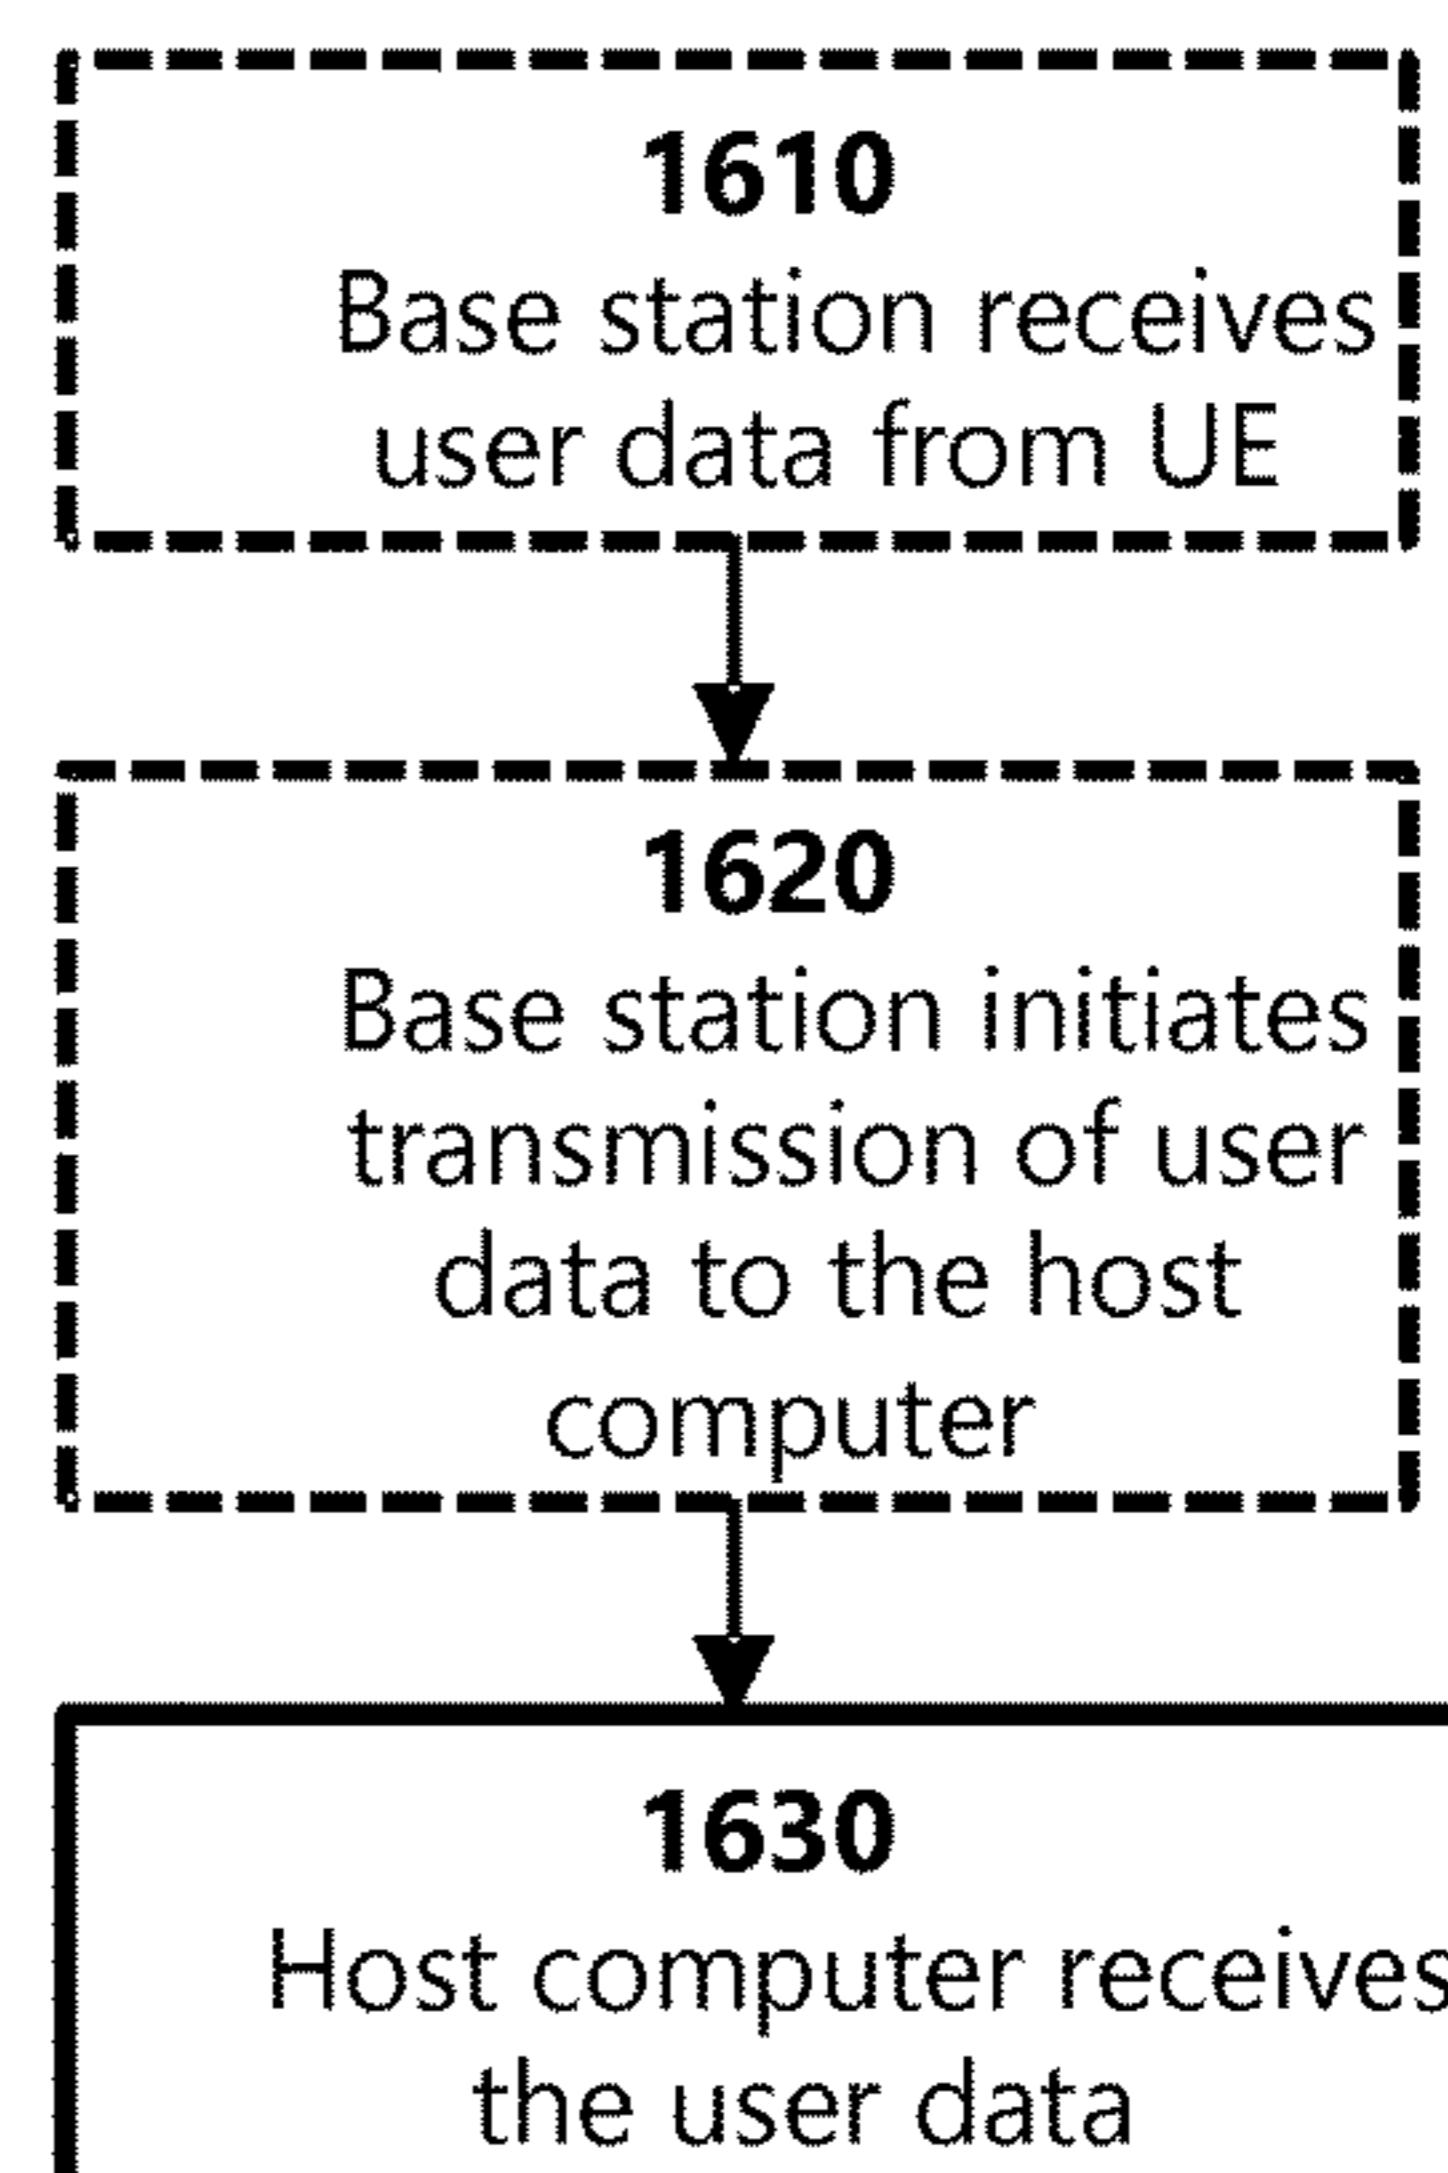 1610
Base station receives
user data from UE
1620
Base station initiates
transmission of user
data to the host
computer
1630
Host computer receives
the user data